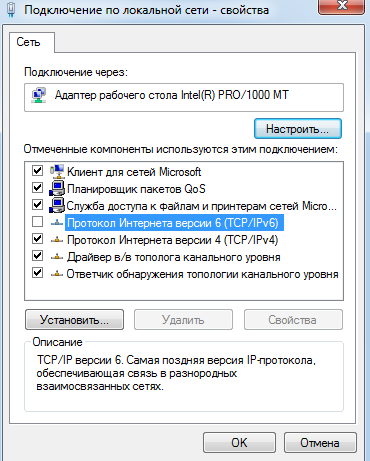 Подключение по локальной сети - свойства
Сеть
Подключение через:
Адаптер рабочего стола Intel(R) PRO/1000 MT
Настроить...
Отмеченные компоненты используются этим подключением:
Клиент для сетей Microsoft
Планировщик пакетов QoS
Служба доступа к файлам и принтерам сетей Micro...
Протокол Интернета версии 6 (TCP/IPv6)
Протокол Интернета версии 4 (TCP/IPv4)
Драйвер в/в тополога канального уровня
Ответчик обнаружения топологии канального уровня
Установить... Удалить Свойства
Описание
TCP/IP версии 6. Самая поздняя версия IP-протокола,
обеспечивающая связь в разнородных
взаимосвязанных сетях.
OK Отмена